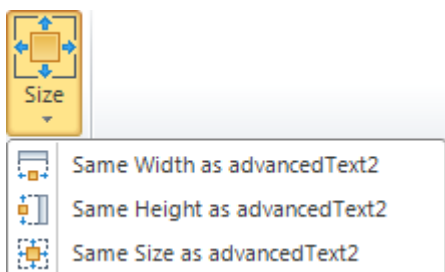 Size
Same Width as advancedText2
Same Height as advancedText2
Same Size as advancedText2